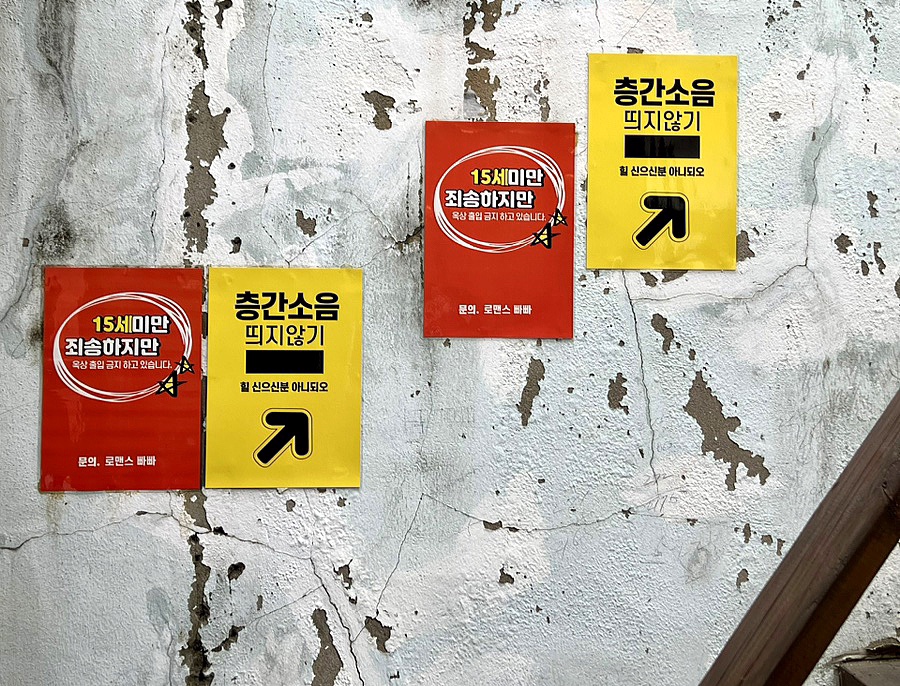 15세미만
죄송하지만
옥상 출입 금지 하고 있습니다.
문의. 로맨스 빠빠
층간소음
띄지않기
힐 신으신분 아니되오
15세미만
죄송하지만
옥상 출입 금지 하고 있습니다.
문의. 로맨스 빠빠
층간소음
띄지않기
힐 신으신분 아니되오